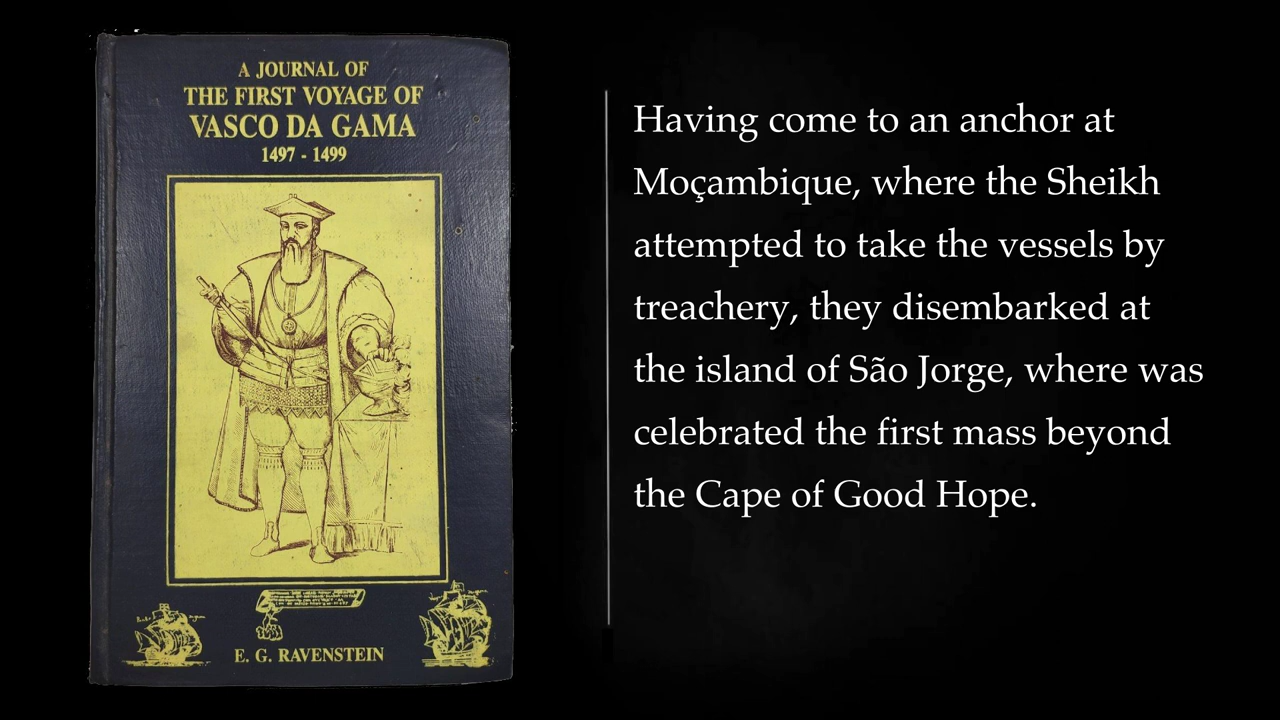 A JOURNAL OF
THE FIRST VOYAGE OF
VASCO DA GAMA
1497 - 1499
E. G. RAVENSTEIN
Having come to an anchor at
Moçambique, where the Sheikh
attempted to take the vessels by
treachery, they disembarked at
the island of São Jorge, where was
celebrated the first mass beyond
the Cape of Good Hope.